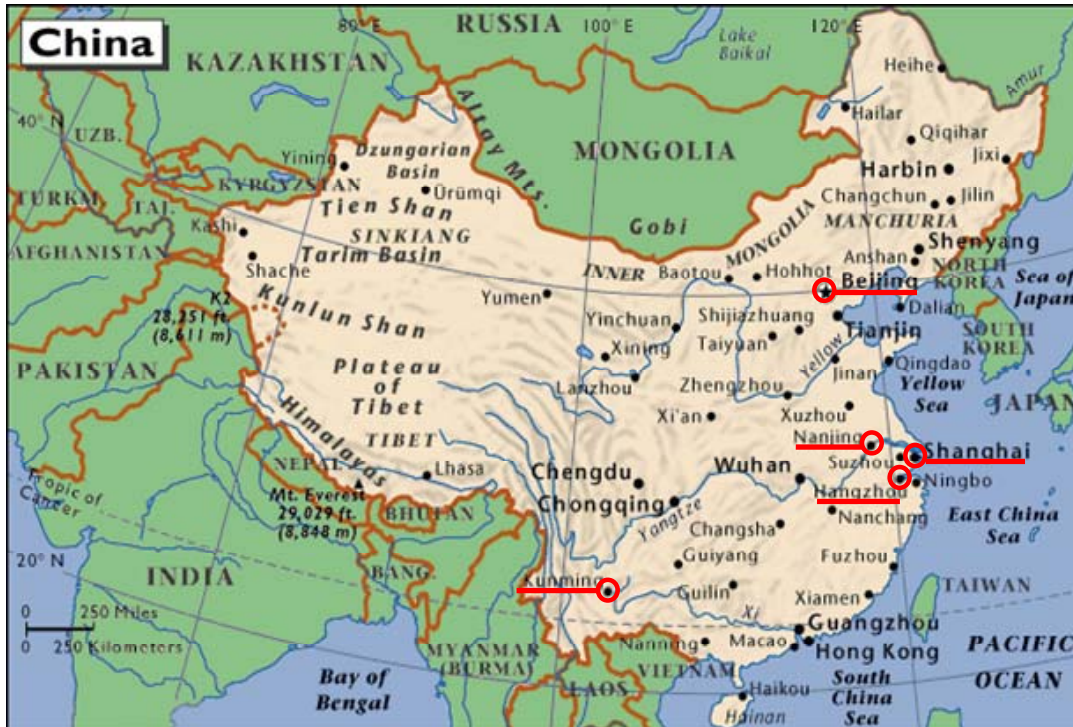 China
RUSSIA
80° E
100° E
120° E
Lake
Baikal
KAZAKHSTAN
Heihe
Amur
Altay Mts.
Hailar
40° N
Qiqihar
UZB.
MONGOLIA
Jixi
Dzungarian
Basin
Yining
Harbin
KYRGYZSTAN
Ürümqi
Changchun
Jilin
TURKM.
TAJ.
Tien Shan
MANCHURIA
Gobi
Kashi
SINKIANG
MONGOLIA
Shenyang
AFGHANISTAN
Tarim Basin
Anshan
Shache
INNER
Baotou
Hohhot
NORTH
KOREA
Sea of
Japan
Beijing
K2
28,251 ft.
(8,611 m)
Yumen
Dalian
Kunlun Shan
Yinchuan
Shijiazhuang
Tianjin
SOUTH
KOREA
Taiyuan
Yellow
Xining
PAKISTAN
Plateau
of
Tibet
Jinan
Qingdao
Lanzhou
Zhengzhou
Yellow
Sea
JAPAN
Himalayas
Xi'an
Xuzhou
TIBET
Nanjing
Shanghai
NEPAL
Lhasa
Chengdu
Wuhan
Suzhou
Tropic of
Cancer
Hangzhou
Ningbo
Mt. Everest
29,029 ft.
(8,848 m)
Chongqing
BHUTAN
Yangtze
Nanchang
East China
Sea
Changsha
20° N
Guiyang
Fuzhou
INDIA
BANG.
Kunming
Guilin
TAIWAN
Xiamen
0
250 Miles
Xi
0
250 Kilometers
Guangzhou
MYANMAR
(BURMA)
Nanning
Macao
Hong Kong
PACIFIC
OCEAN
VIETNAM
Bay of
Bengal
LAOS
Haikou
South
China
Sea
Hainan